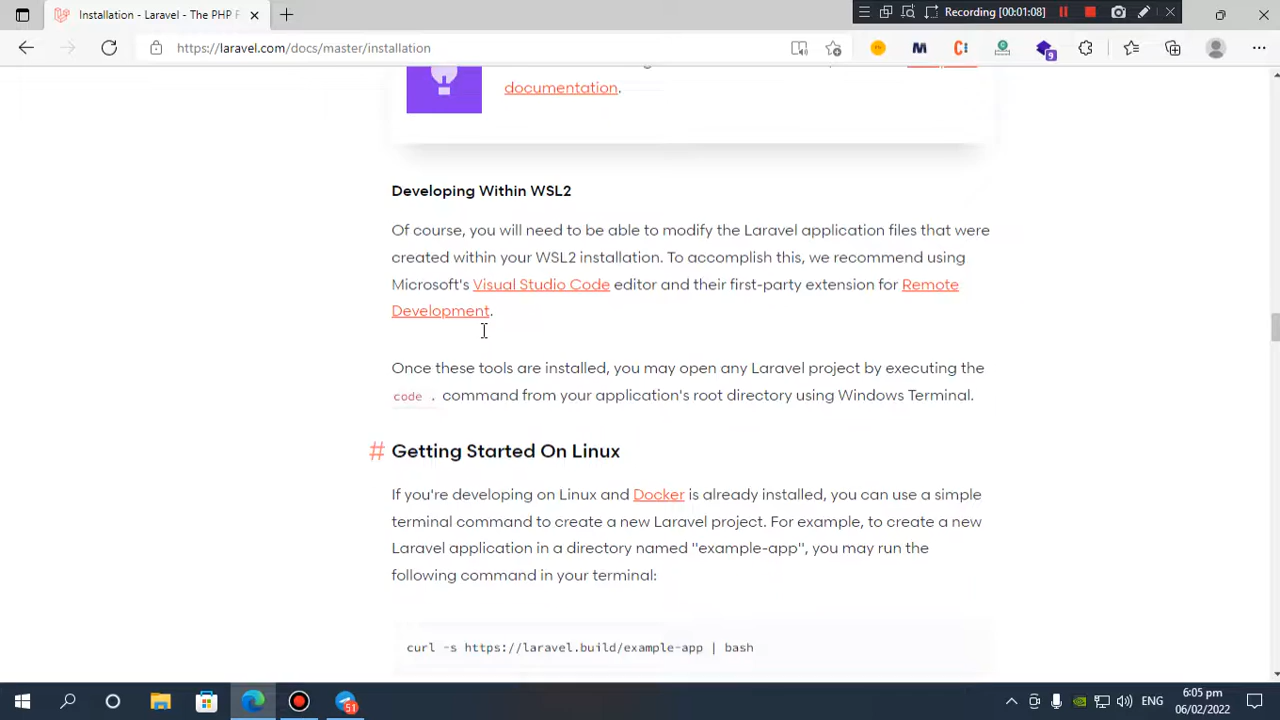 Installation - Laravel - The PHP F
Recording [00:01:08]
https://laravel.com/docs/master/installation
9
documentation.
Developing Within WSL2
Of course, you will need to be able to modify the Laravel application files that were
created within your WSL2 installation. To accomplish this, we recommend using
Microsoft's Visual Studio Code editor and their first-party extension for Remote
Development.
Once these tools are installed, you may open any Laravel project by executing the
code . command from your application's root directory using Windows Terminal.
# Getting Started On Linux
If you're developing on Linux and Docker is already installed, you can use a simple
terminal command to create a new Laravel project. For example, to create a new
Laravel application in a directory named "example-app", you may run the
following command in your terminal:
curl -s https://laravel.build/example-app | bash
51
ENG
6:05 pm
06/02/2022